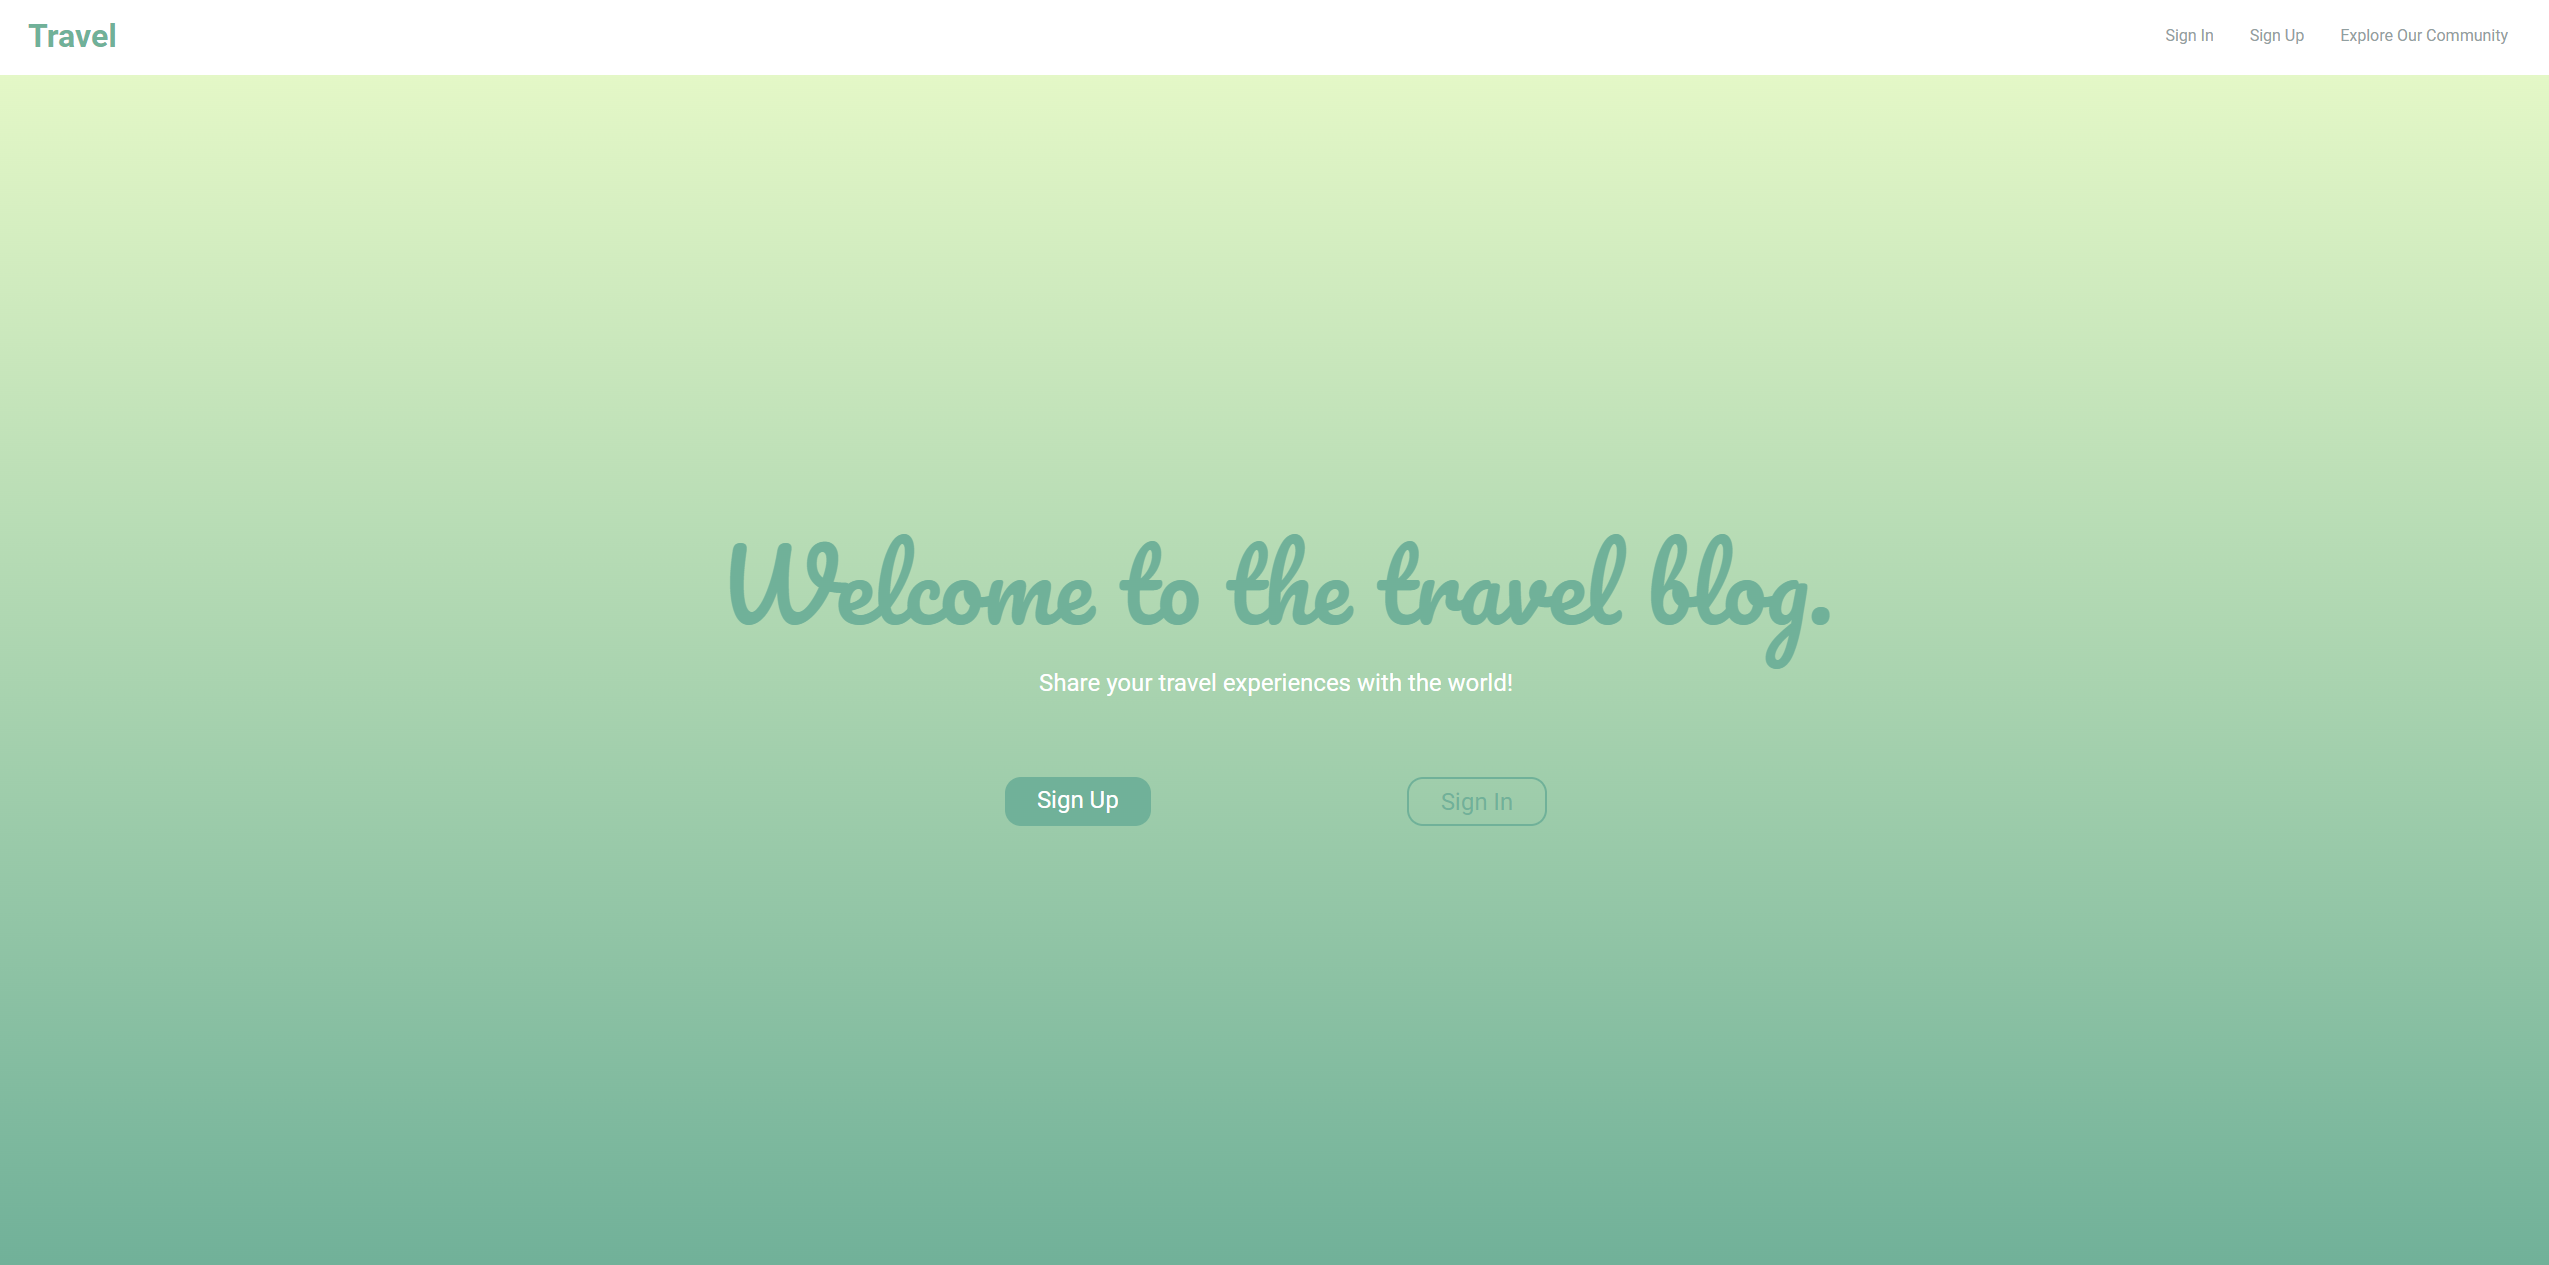 Travel
Sign In Sign Up Explore Our Community
Welcome to the travel blog.
Share your travel experiences with the world!
Sign Up Sign In